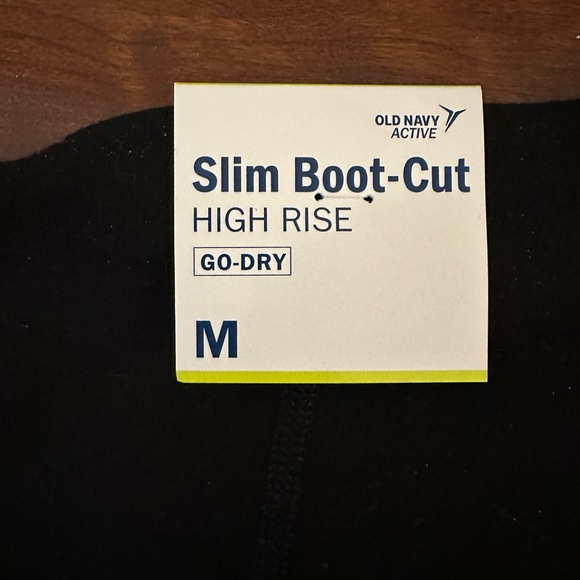 OLD NAVY
ACTIVE
Slim Boot-Cut
HIGH RISE
GO-DRY
M